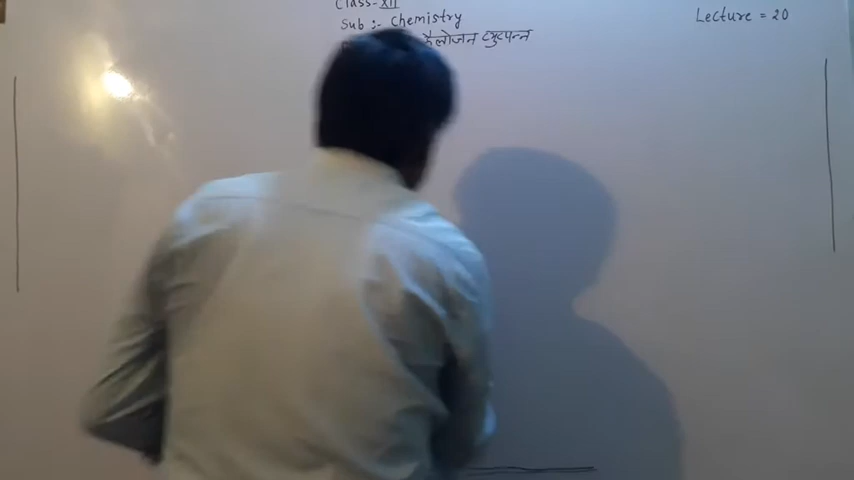 Class- XII
Lecture = 20
Sub :- Chemistry
हैलोजन व्युत्पन्न